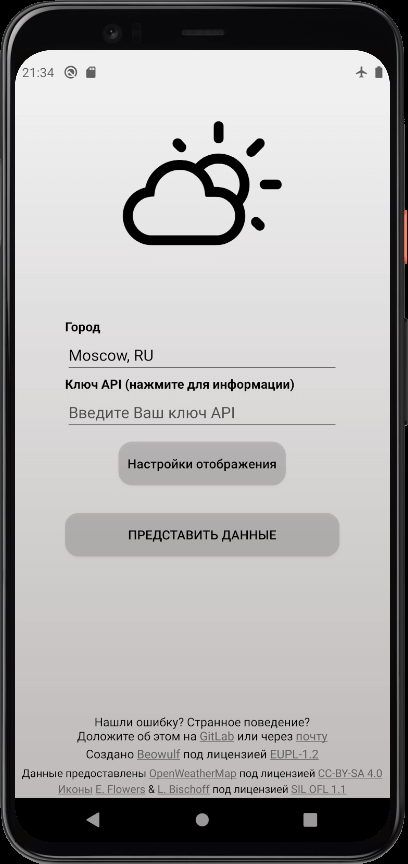 21:34
Город
Moscow, RU
Ключ API (нажмите для информации)
Введите Ваш ключ API
Настройки отображения
ПРЕДСТАВИТЬ ДАННЫЕ
Нашли ошибку? Странное поведение?
Доложите об этом на GitLab или через почту
Создано Beowulf под лицензией EUPL-1.2
Данные предоставлены OpenWeatherMap под лицензией CC-BY-SA 4.0
Иконы E. Flowers & L. Bischoff под лицензией SIL OFL 1.1